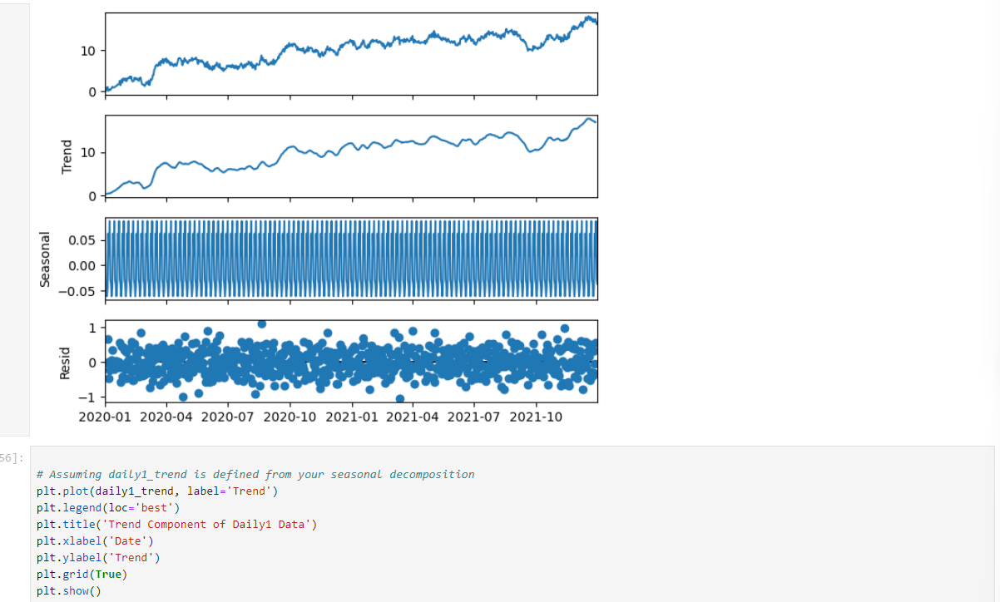 10
0
Trend
10
0
Seasonal
0.05
0.00
−0.05
Resid
1
0
−1
2020-01 2020-04 2020-07 2020-10 2021-01 2021-04 2021-07 2021-10
56]:
# Assuming daily1_trend is defined from your seasonal decomposition
plt.plot(daily1_trend, label='Trend')
plt.legend(loc='best')
plt.title('Trend Component of Daily1 Data')
plt.xlabel('Date')
plt.ylabel('Trend')
plt.grid(True)
plt.show()